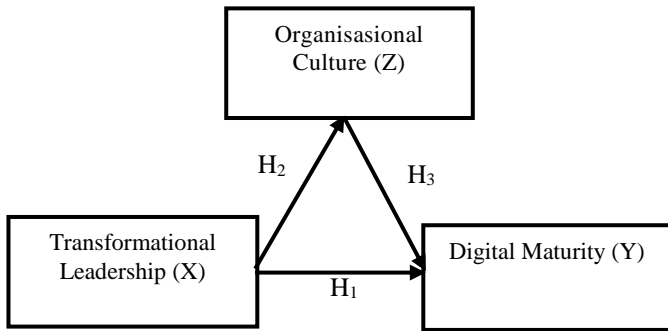 Organisasional
Culture (Z)
H₂
H₃
Transformational
Leadership (X)
Digital Maturity (Y)
H₁